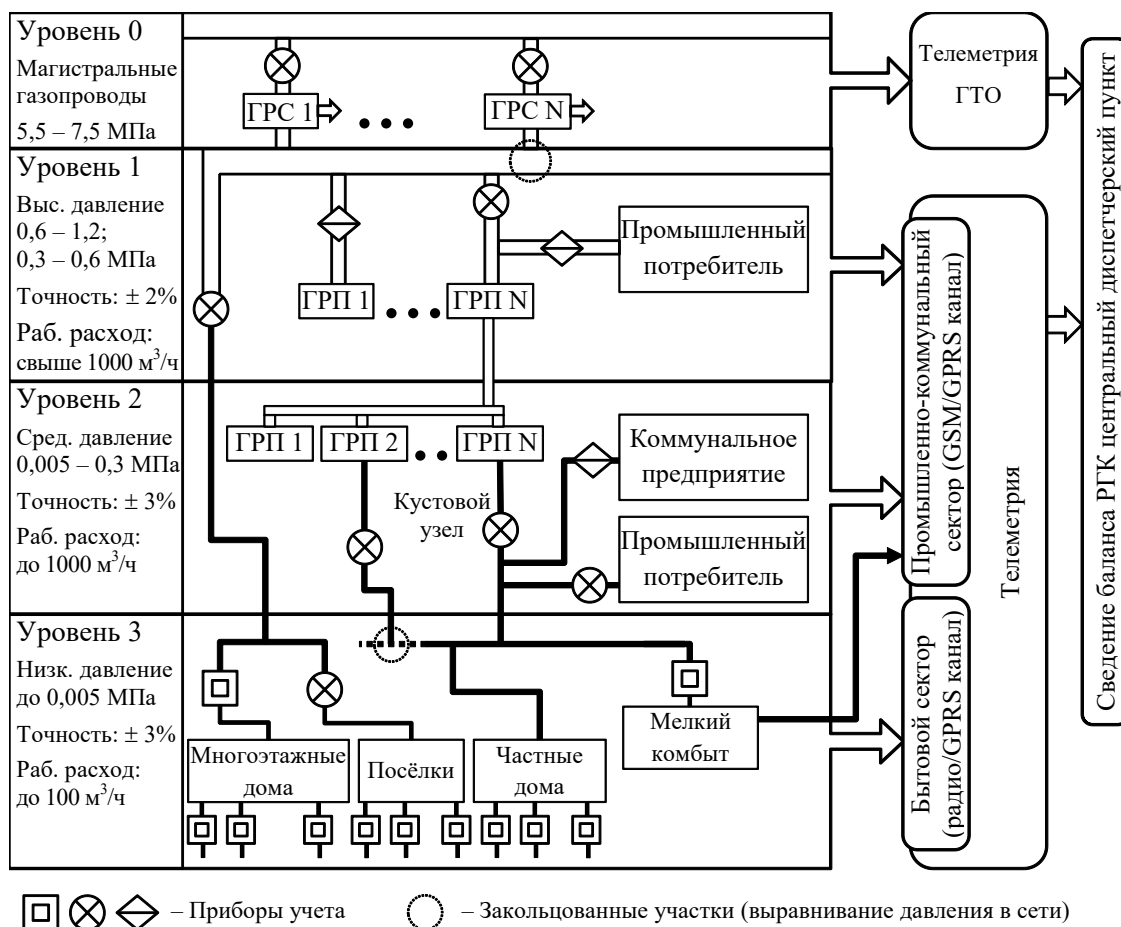 Уровень 0
Магистральные
газопроводы
5,5 – 7,5 МПа
ГРС 1
ГРС N
Телеметрия
ГТО
Уровень 1
Выс. давление
0,6 – 1,2;
0,3 – 0,6 МПа
Точность: ± 2%
Раб. расход:
свыше 1000 м³/ч
ГРП 1
ГРП N
Промышленный
потребитель
Уровень 2
Сред. давление
0,005 – 0,3 МПа
Точность: ± 3%
Раб. расход:
до 1000 м³/ч
ГРП 1
ГРП 2
ГРП N
Кустовой
узел
Коммунальное
предприятие
Промышленный
потребитель
Уровень 3
Низк. давление
до 0,005 МПа
Точность: ± 3%
Раб. расход:
до 100 м³/ч
Многоэтажные
дома
Посёлки
Частные
дома
Мелкий
комбыт
Промышленно-коммунальный
сектор (GSM/GPRS канал)
Бытовой сектор
(радио/GPRS канал)
Телеметрия
Сведение баланса РГК центральный диспетчерский пункт
– Приборы учета
– Закольцованные участки (выравнивание давления в сети)